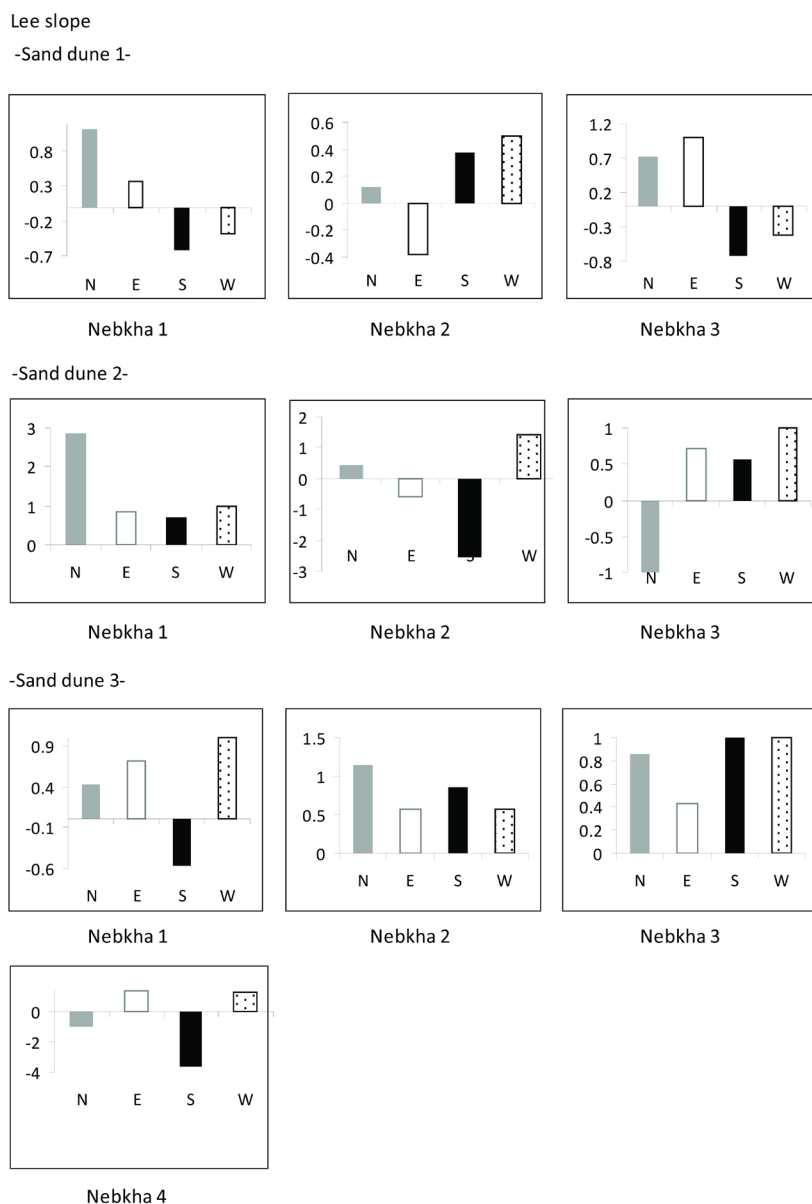 Lee slope
-Sand dune 1-
0.8
0.3
-0.2
-0.7
N E S W
Nebkha 1
0.6
0.4
0.2
0
-0.2
-0.4
N E S W
Nebkha 2
1.2
0.7
0.2
-0.3
-0.8
N E S W
Nebkha 3
-Sand dune 2-
3
2
1
0
N E S W
Nebkha 1
2
1
0
-1
-2
-3
N E S W
Nebkha 2
1
0.5
0
-0.5
-1
N E S W
Nebkha 3
-Sand dune 3-
0.9
0.4
-0.1
-0.6
N E S W
Nebkha 1
1.5
1
0.5
0
N E S W
Nebkha 2
1
0.8
0.6
0.4
0.2
0
N E S W
Nebkha 3
0
-2
-4
N E S W
Nebkha 4